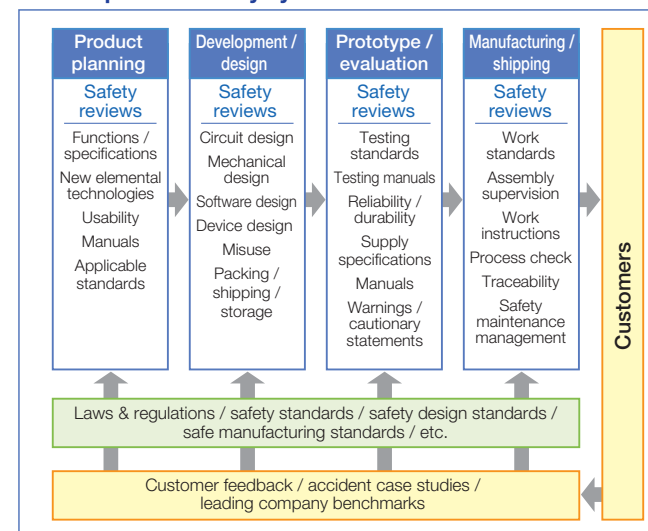 Product
planning
Safety
reviews
Functions /
specifications
New elemental
technologies
Usability
Manuals
Applicable
standards
Development /
design
Safety
reviews
Circuit design
Mechanical
design
Software design
Device design
Misuse
Packing /
shipping /
storage
Prototype /
evaluation
Safety
reviews
Testing
standards
Testing manuals
Reliability /
durability
Supply
specifications
Manuals
Warnings /
cautionary
statements
Manufacturing /
shipping
Safety
reviews
Work
standards
Assembly
supervision
Work
instructions
Process check
Traceability
Safety
maintenance
management
Customers
Laws & regulations / safety standards / safety design standards /
safe manufacturing standards / etc.
Customer feedback / accident case studies /
leading company benchmarks